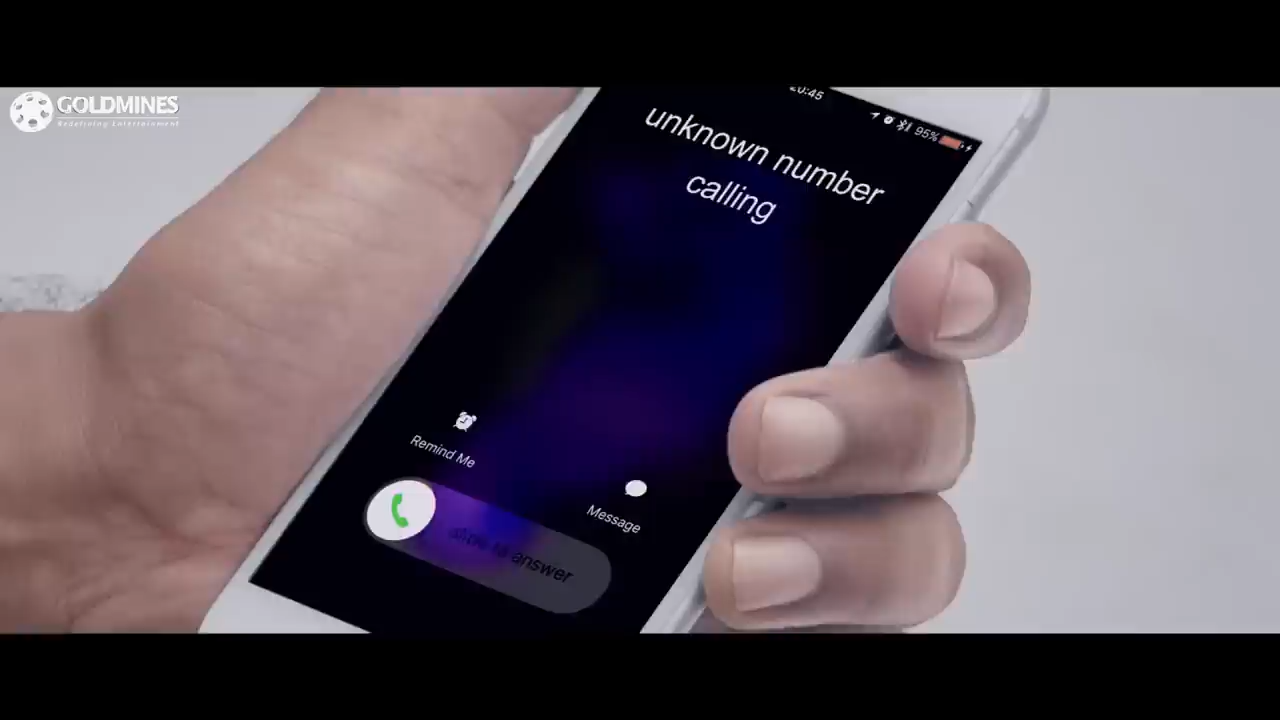 GOLDMINES
Redefining Entertainment
20:45
95%
unknown number
calling
Remind Me
Message
slide to answer